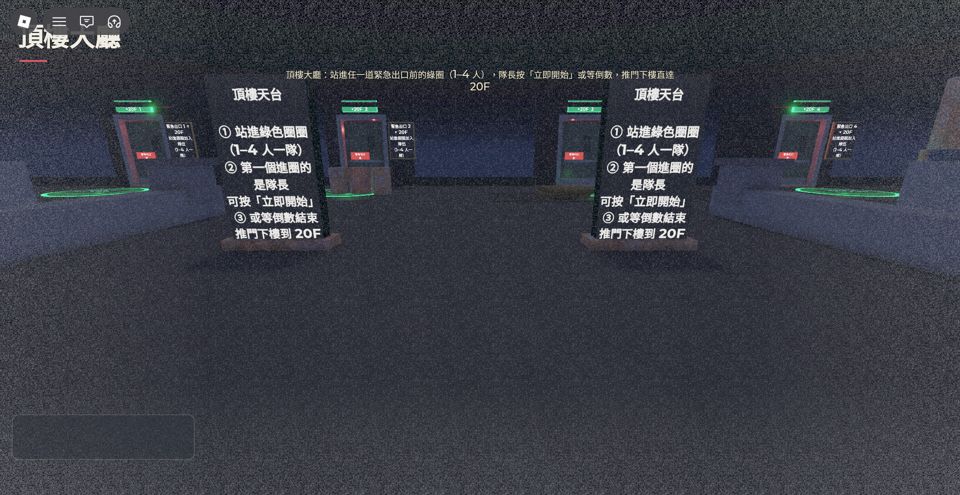 頂樓大廳
頂樓大廳：站進任一道緊急出口前的綠圈（1–4 人），隊長按「立即開始」或等倒數，推門下樓直達
20F
頂樓天台
① 站進綠色圈圈
（1–4 人一隊）
② 第一個進圈的
是隊長
可按「立即開始」
③ 或等倒數結束
推門下樓到 20F
頂樓天台
① 站進綠色圈圈
（1–4 人一隊）
② 第一個進圈的
是隊長
可按「立即開始」
③ 或等倒數結束
推門下樓到 20F